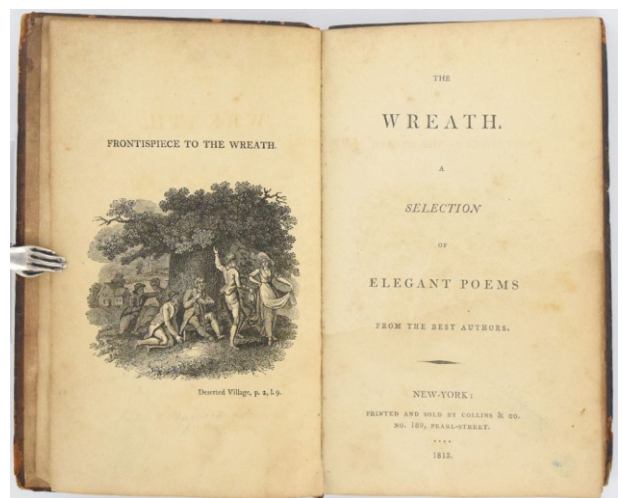 FRONTISPIECE TO THE WREATH.
Deserted Village, p. 2, l. 9.
THE
WREATH.
A
SELECTION
OF
ELEGANT POEMS
FROM THE BEST AUTHORS.
NEW-YORK:
PRINTED AND SOLD BY COLLINS & CO.
NO. 189, PEARL-STREET.
1813.